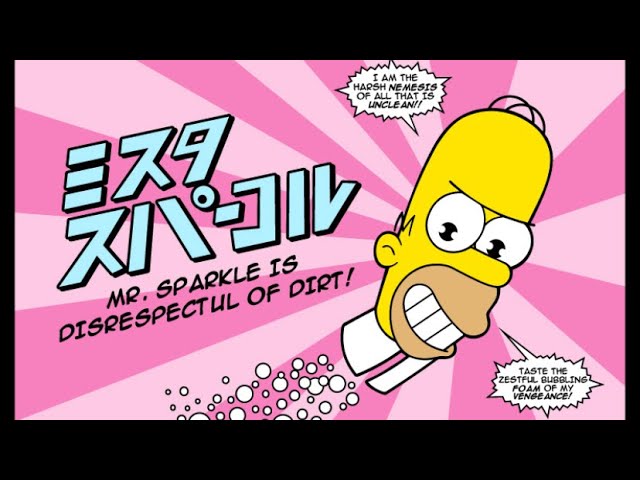 I AM THE
HARSH NEMESIS
OF ALL THAT IS
UNCLEAN!!
ミスタ
スパーコル
MR. SPARKLE IS
DISRESPECTUL OF DIRT!
TASTE THE
ZESTFUL BUBBLING
FOAM OF MY
VENGEANCE!